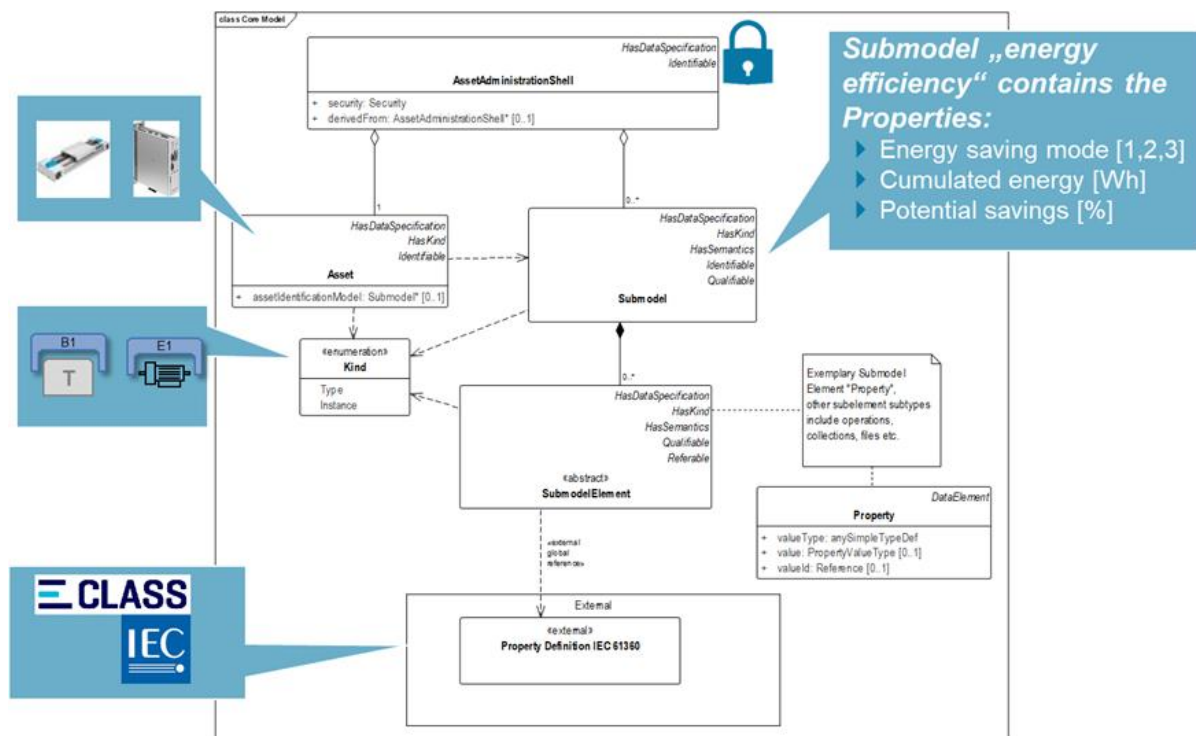 class Core Model
HasDataSpecification
Identifiable
AssetAdministrationShell
+ security: Security
+ derivedFrom: AssetAdministrationShell* [0..1]
Submodel „energy
efficiency“ contains the
Properties:
Energy saving mode [1,2,3]
Cumulated energy [Wh]
Potential savings [%]
1
0..*
HasDataSpecification
HasKind
Identifiable
Asset
+ assetIdentificationModel: Submodel* [0..1]
HasDataSpecification
HasKind
HasSemantics
Identifiable
Qualifiable
Submodel
B1
T
E1
«enumeration»
Kind
Type
Instance
0..*
HasDataSpecification
HasKind
HasSemantics
Qualifiable
Referable
«abstract»
SubmodelElement
Exemplary Submodel
Element "Property",
other subelement subtypes
include operations,
collections, files etc.
DataElement
Property
+ valueType: anySimpleTypeDef
+ value: PropertyValueType [0..1]
+ valueId: Reference [0..1]
«external
global
reference»
ECLASS
IEC
External
«external»
Property Definition IEC 61360